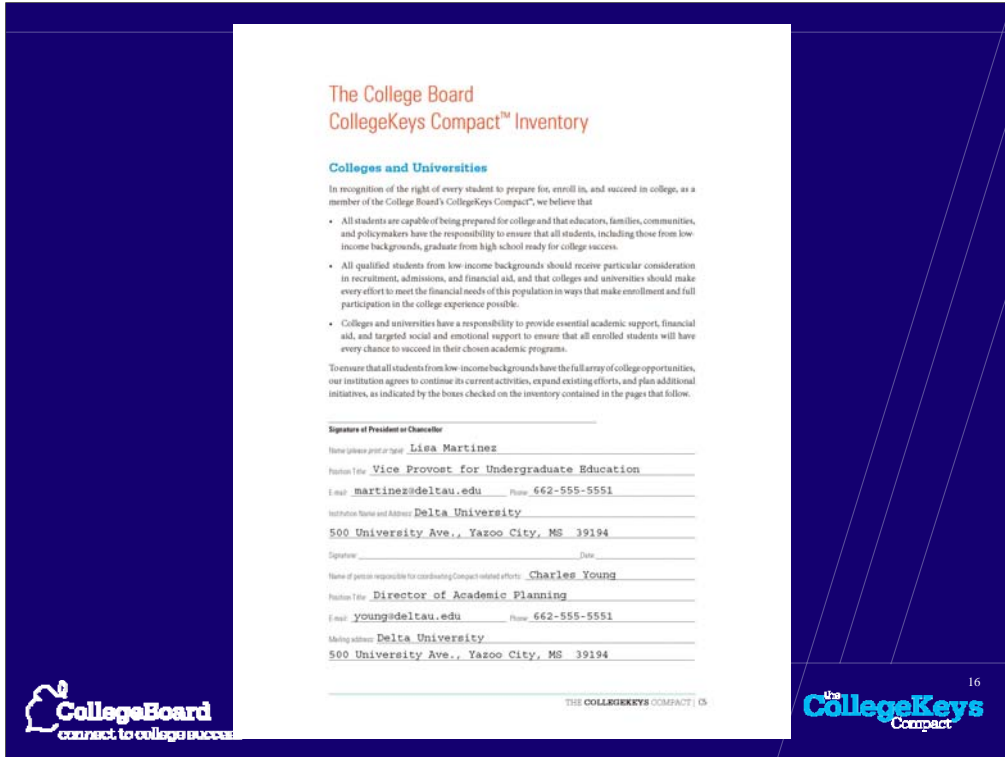 The College Board
CollegeKeys Compact™ Inventory
Colleges and Universities
In recognition of the right of every student to prepare for, enroll in, and succeed in college, as a
member of the College Board's CollegeKeys Compact™, we believe that
• All students are capable of being prepared for college and that educators, families, communities,
and policymakers have the responsibility to ensure that all students, including those from low-
income backgrounds, graduate from high school ready for college success.
• All qualified students from low-income backgrounds should receive particular consideration
in recruitment, admissions, and financial aid, and that colleges and universities should make
every effort to meet the financial needs of this population in ways that make enrollment and full
participation in the college experience possible.
• Colleges and universities have a responsibility to provide essential academic support, financial
aid, and targeted social and emotional support to ensure that all enrolled students will have
every chance to succeed in their chosen academic programs.
To ensure that all students from low-income backgrounds have the full array of college opportunities,
our institution agrees to continue its current activities, expand existing efforts, and plan additional
initiatives, as indicated by the boxes checked on the inventory contained in the pages that follow.
Signature of President or Chancellor
Name (please print or type) Lisa Martinez
Position Title Vice Provost for Undergraduate Education
E-mail martinez@deltau.edu Phone 662-555-5551
Institution Name and Address Delta University
500 University Ave., Yazoo City, MS 39194
Signature Date
Name of person responsible for coordinating Compact-related efforts: Charles Young
Position Title Director of Academic Planning
E-mail young@deltau.edu Phone 662-555-5551
Mailing address Delta University
500 University Ave., Yazoo City, MS 39194
THE COLLEGEKEYS COMPACT |
16
CollegeBoard
connect to college success
the
CollegeKeys
Compact